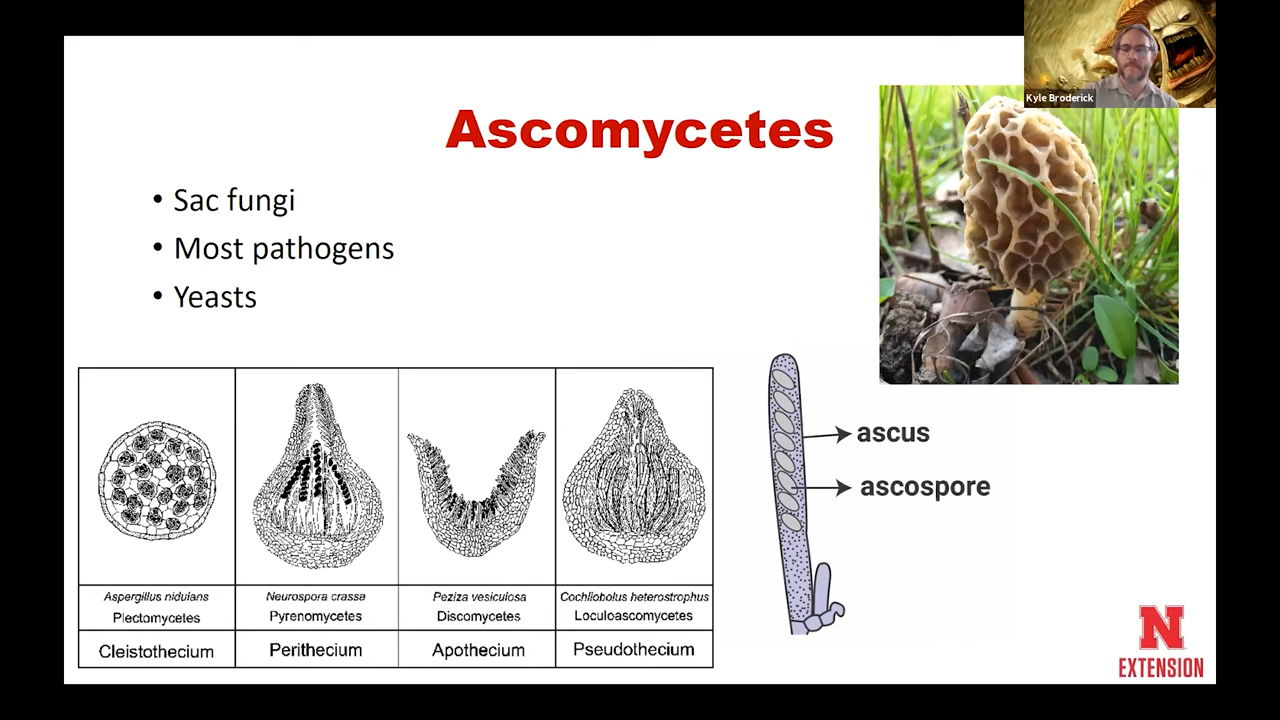 Kyle Broderick
Ascomycetes
• Sac fungi
• Most pathogens
• Yeasts
ascus
ascospore
Aspergillus nidulans
Plectomycetes
Cleistothecium
Neurospora crassa
Pyrenomycetes
Perithecium
Peziza vesiculosa
Discomycetes
Apothecium
Cochliobolus heterostrophus
Loculoascomycetes
Pseudothecium
N
EXTENSION